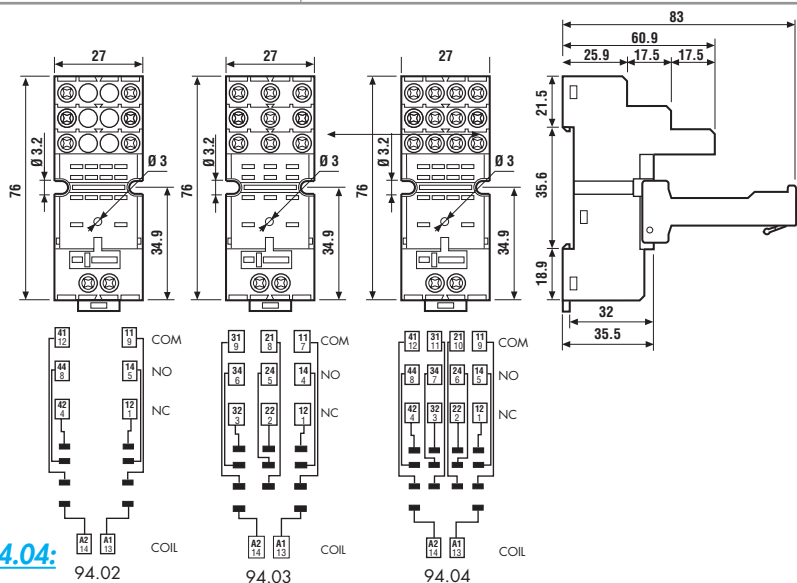 83
60.9
25.9 17.5 17.5
27 27 27
21.5
35.6
18.9
32
35.5
76 Ø 3.2 Ø 3 34.9
76 Ø 3.2 Ø 3 34.9
76 Ø 3.2 Ø 3 34.9
41 12 11 9 COM
44 8 14 5 NO
42 4 12 1 NC
A2 14 A1 13 COIL
94.02
31 9 21 8 11 7 COM
34 6 24 5 14 4 NO
32 3 22 2 12 1 NC
A2 14 A1 13 COIL
94.03
41 12 31 11 21 10 11 9 COM
44 8 34 7 24 6 14 5 NO
42 4 32 3 22 2 12 1 NC
A2 14 A1 13 COIL
94.04
4.04: